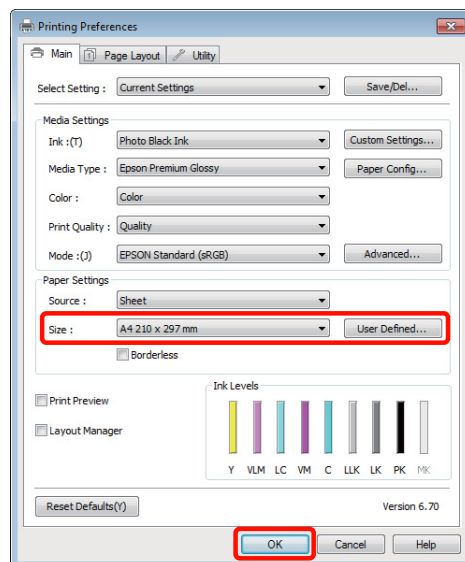 Printing Preferences
Main Page Layout Utility
Select Setting : Current Settings Save/Del...
Media Settings
Ink :(T) Photo Black Ink Custom Settings...
Media Type : Epson Premium Glossy Paper Config...
Color : Color
Print Quality : Quality
Mode :(J) EPSON Standard (sRGB) Advanced...
Paper Settings
Source : Sheet
Size : A4 210 x 297 mm User Defined...
Borderless
Print Preview
Layout Manager
Ink Levels
Y VLM LC VM C LLK LK PK MK
Reset Defaults(Y) Version 6.70
OK Cancel Help